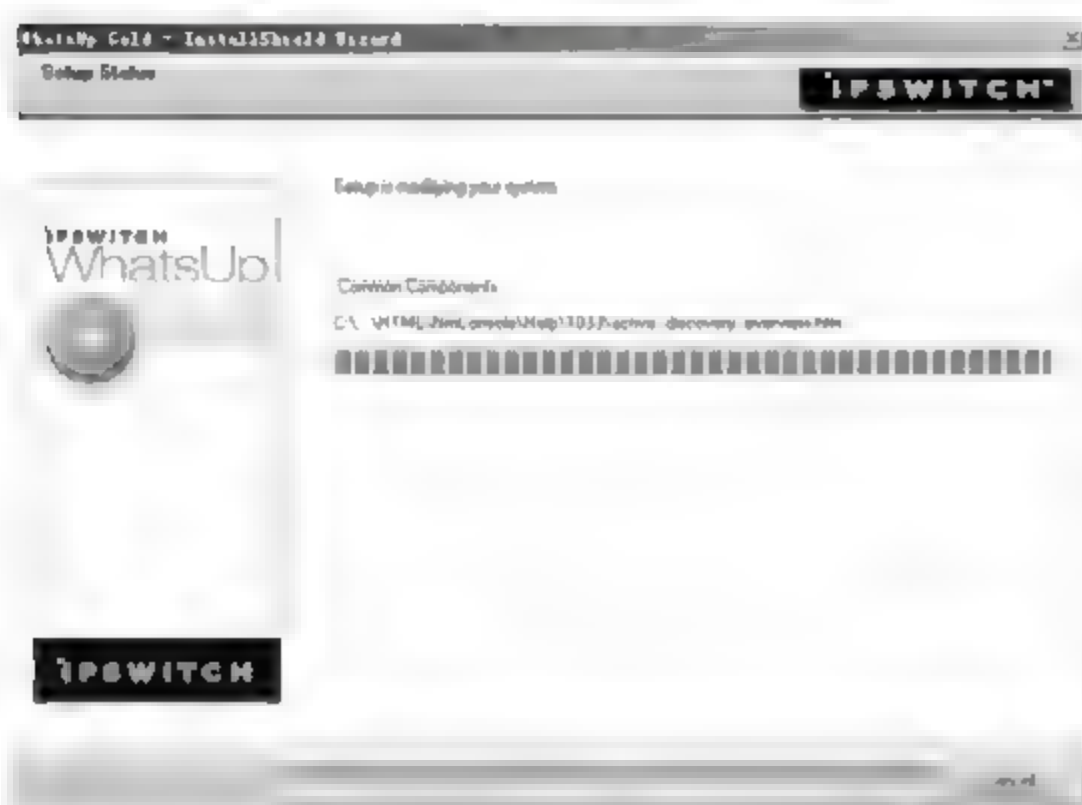 WhatsUp Gold - InstallShield Wizard
Setup Status
IPSWITCH
Setup is modifying your system
IPSWITCH
WhatsUp
Common Components
IPSWITCH